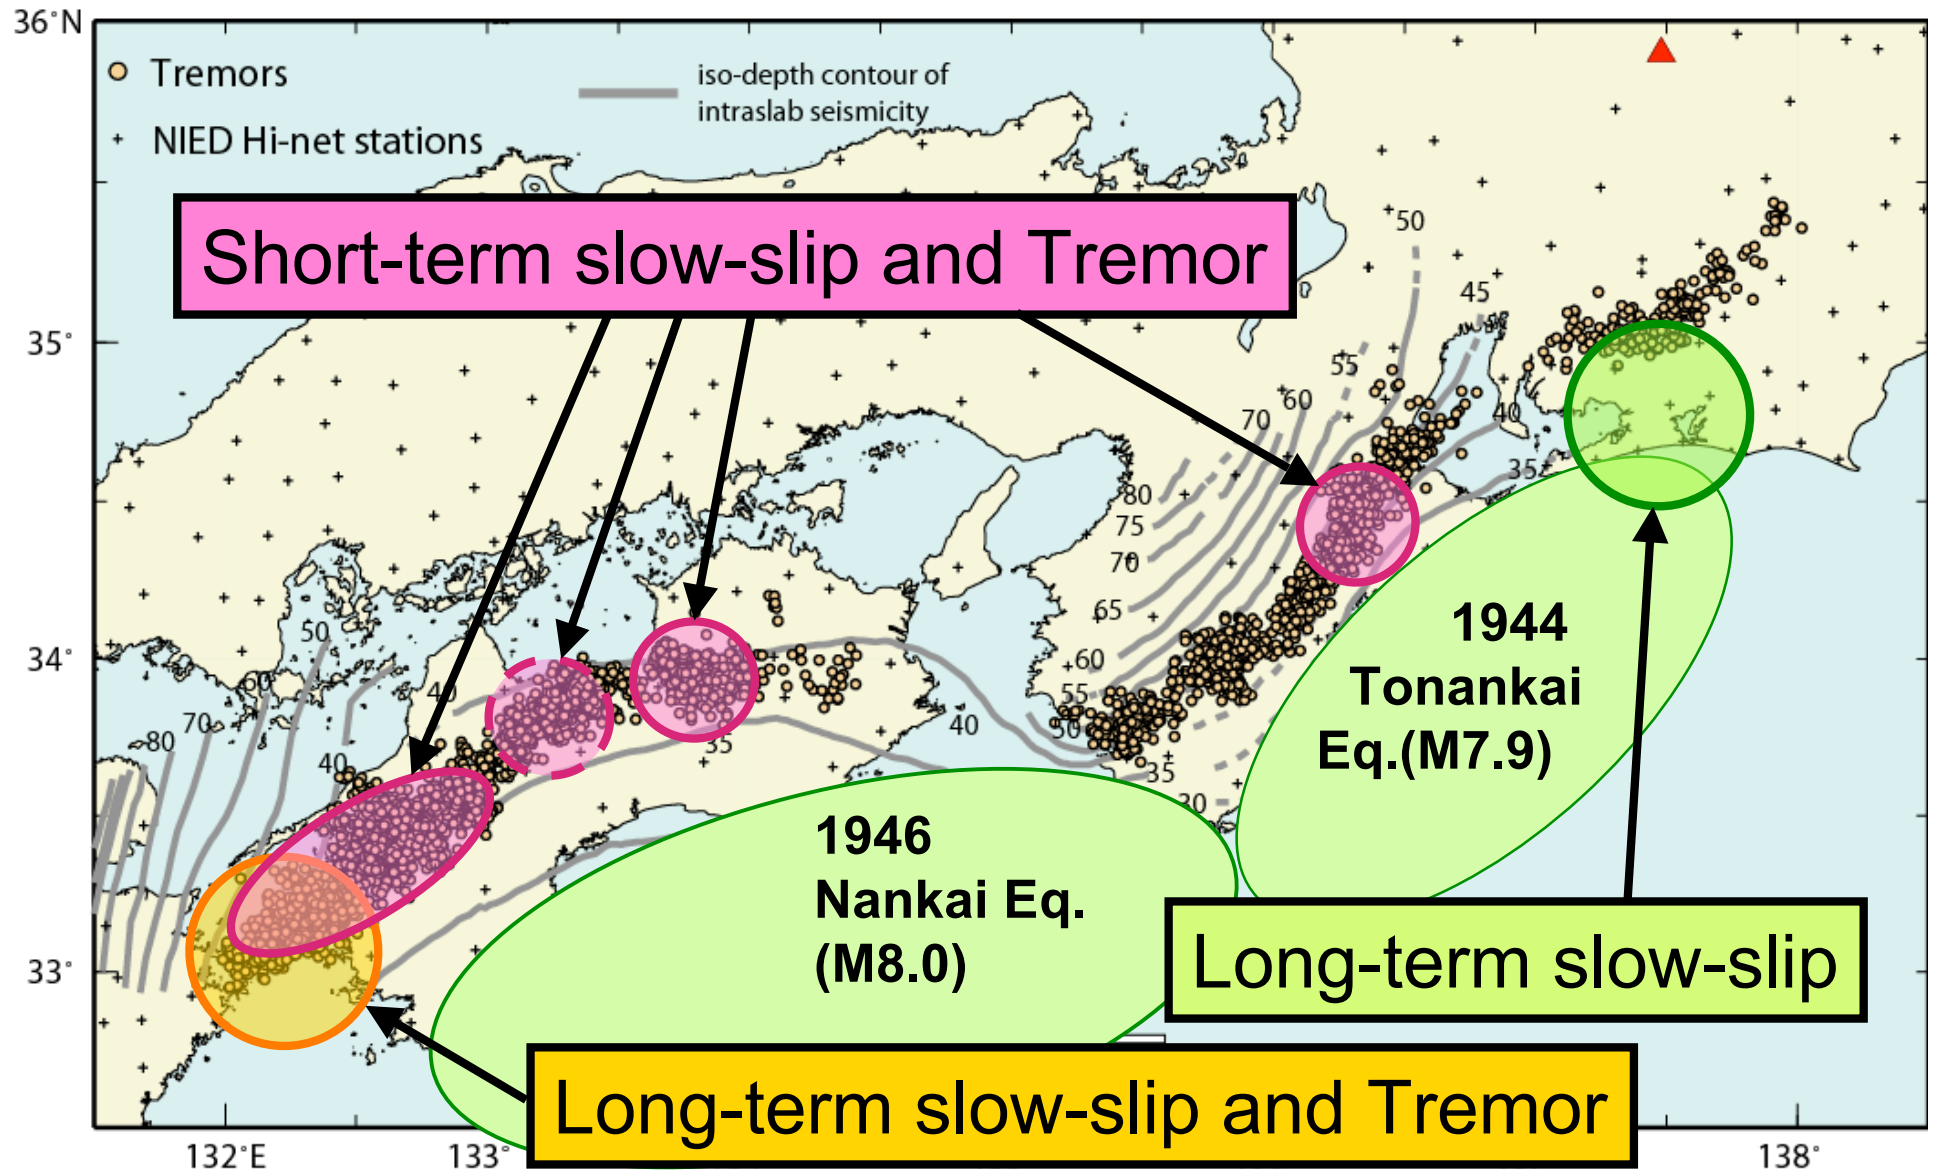 36°N
Tremors
iso-depth contour of
intraslab seismicity
NIED Hi-net stations
50
Short-term slow-slip and Tremor
45
35°
55
60
40
70
35
80
75
70
65
1944
Tonankai
Eq.(M7.9)
50
34°
60
60
40
55
70
40
50
80
35
40
35
30
1946
Nankai Eq.
(M8.0)
Long-term slow-slip
33°
Long-term slow-slip and Tremor
132°E
133°
138°